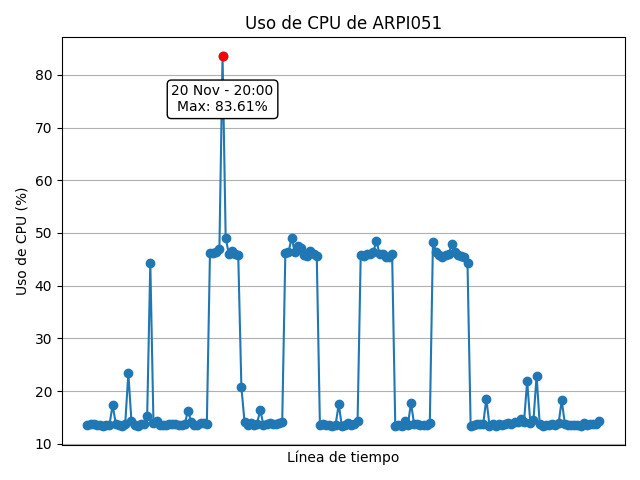 Uso de CPU de ARPI051
80
70
60
50
40
30
20
10
Uso de CPU (%)
20 Nov - 20:00
Max: 83.61%
Línea de tiempo